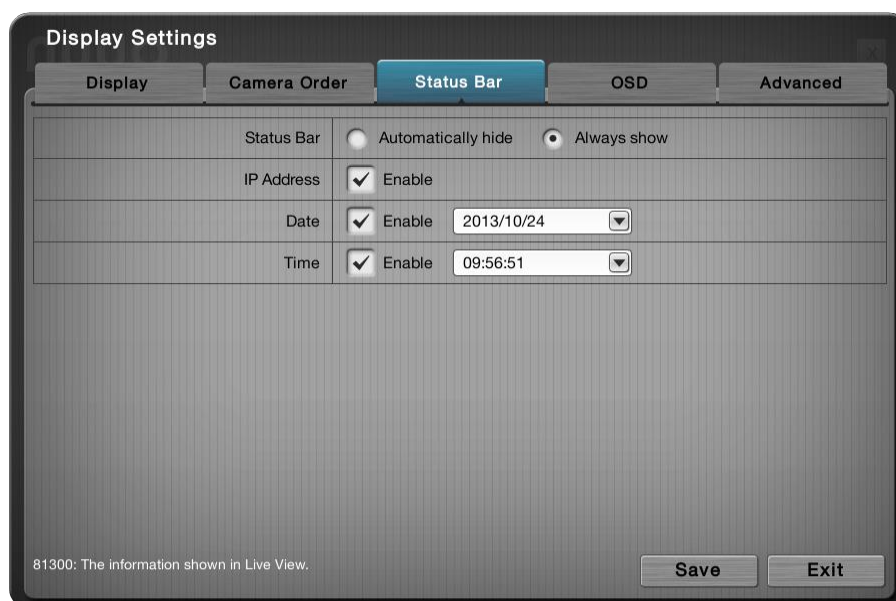 Display Settings
Display Camera Order Status Bar OSD Advanced
Status Bar Automatically hide Always show
IP Address Enable
Date Enable 2013/10/24
Time Enable 09:56:51
81300: The information shown in Live View.
Save Exit